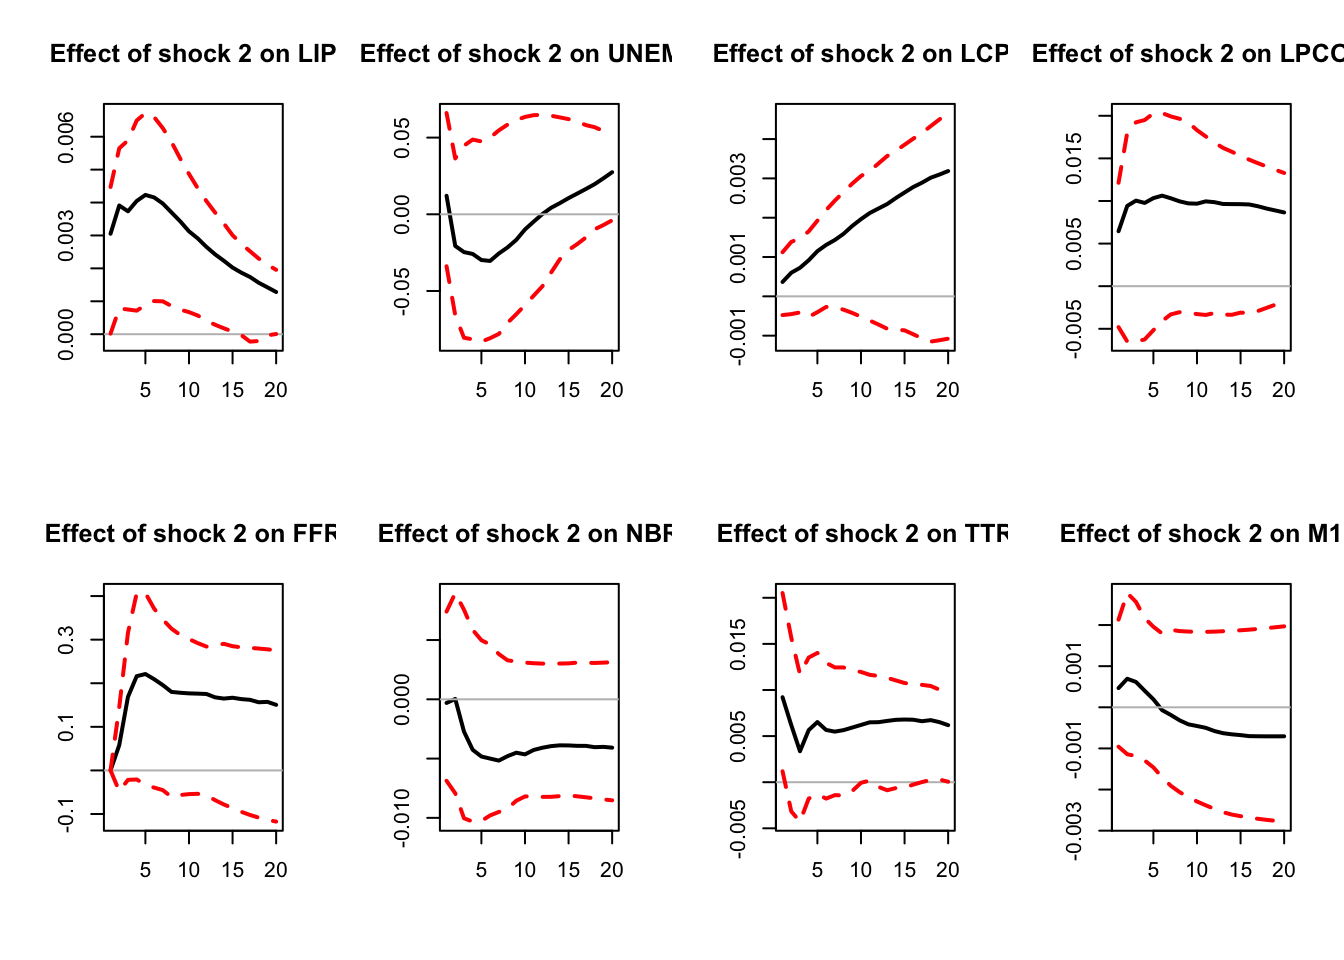 Effect of shock 2 on LIP Effect of shock 2 on UNEM Effect of shock 2 on LCP Effect of shock 2 on LPCO
0.006 0.003 0.000
0.05 0.00 -0.05
0.003 0.001 -0.001
0.015 0.005 -0.005
5 10 15 20 5 10 15 20 5 10 15 20 5 10 15 20
Effect of shock 2 on FFR Effect of shock 2 on NBR Effect of shock 2 on TTR Effect of shock 2 on M1
0.3 0.1 -0.1
0.000 -0.010
0.015 0.005 -0.005
0.001 -0.001 -0.003
5 10 15 20 5 10 15 20 5 10 15 20 5 10 15 20